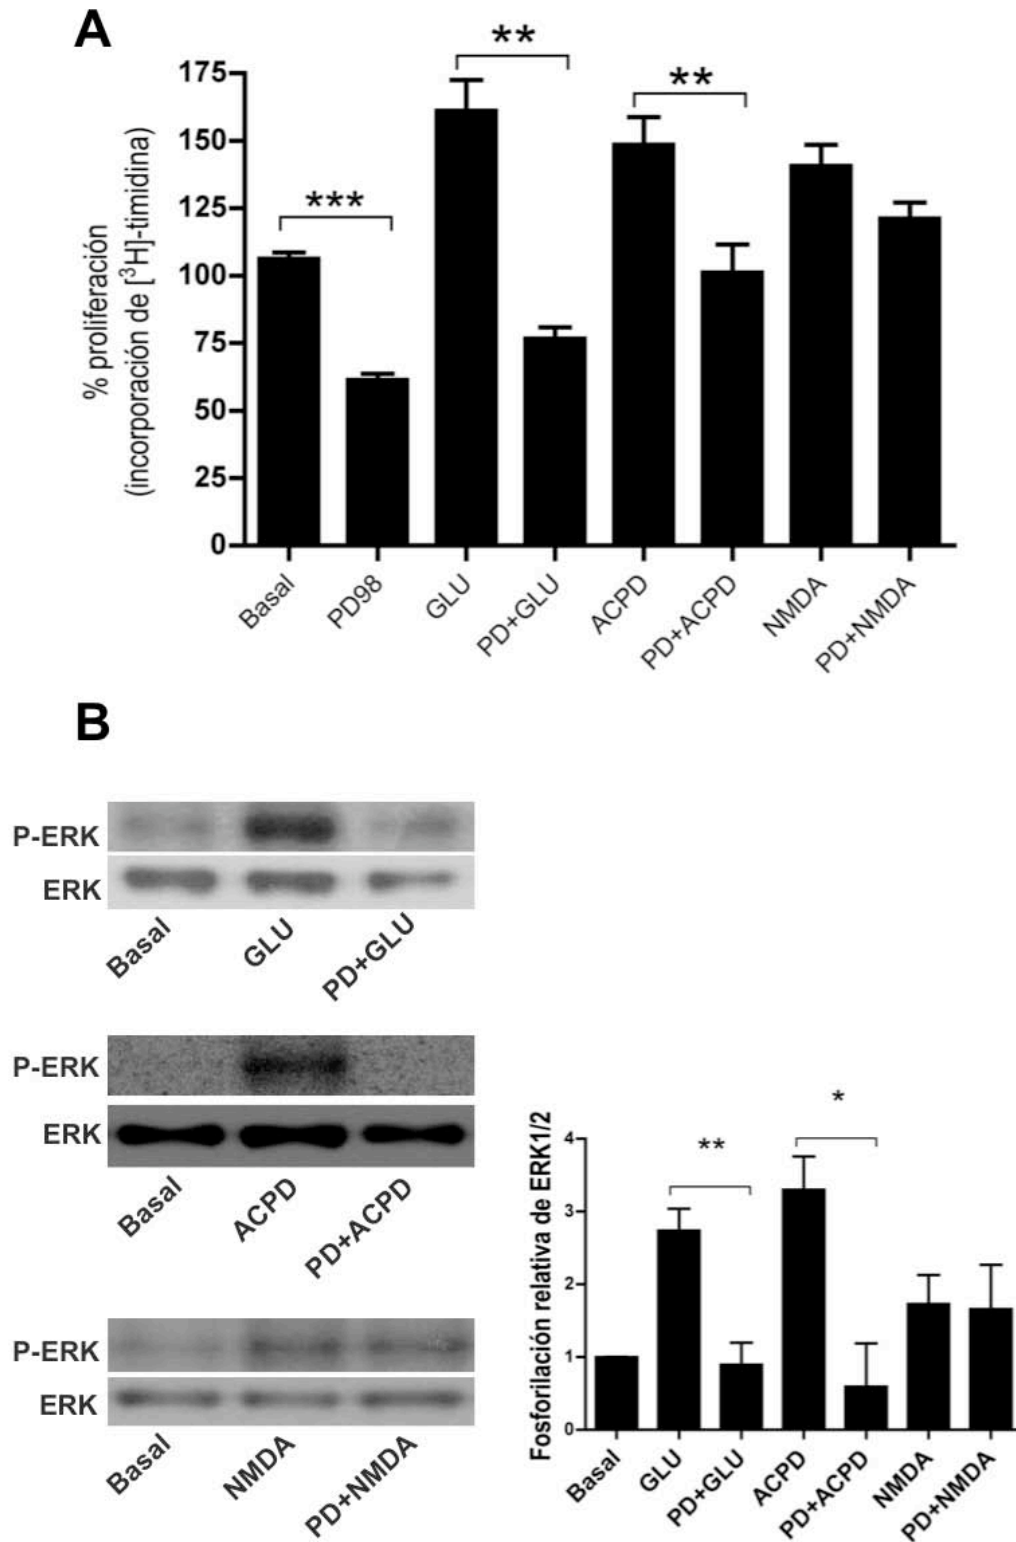 A
% proliferación
(incorporación de [³H]-timidina)
175
150
125
100
75
50
25
0
***
**
**
Basal
PD98
GLU
PD+GLU
ACPD
PD+ACPD
NMDA
PD+NMDA
B
P-ERK
ERK
Basal
GLU
PD+GLU
P-ERK
ERK
Basal
ACPD
PD+ACPD
P-ERK
ERK
Basal
NMDA
PD+NMDA
Fosforilación relativa de ERK1/2
4
3
2
1
0
**
*
Basal
GLU
PD+GLU
ACPD
PD+ACPD
NMDA
PD+NMDA